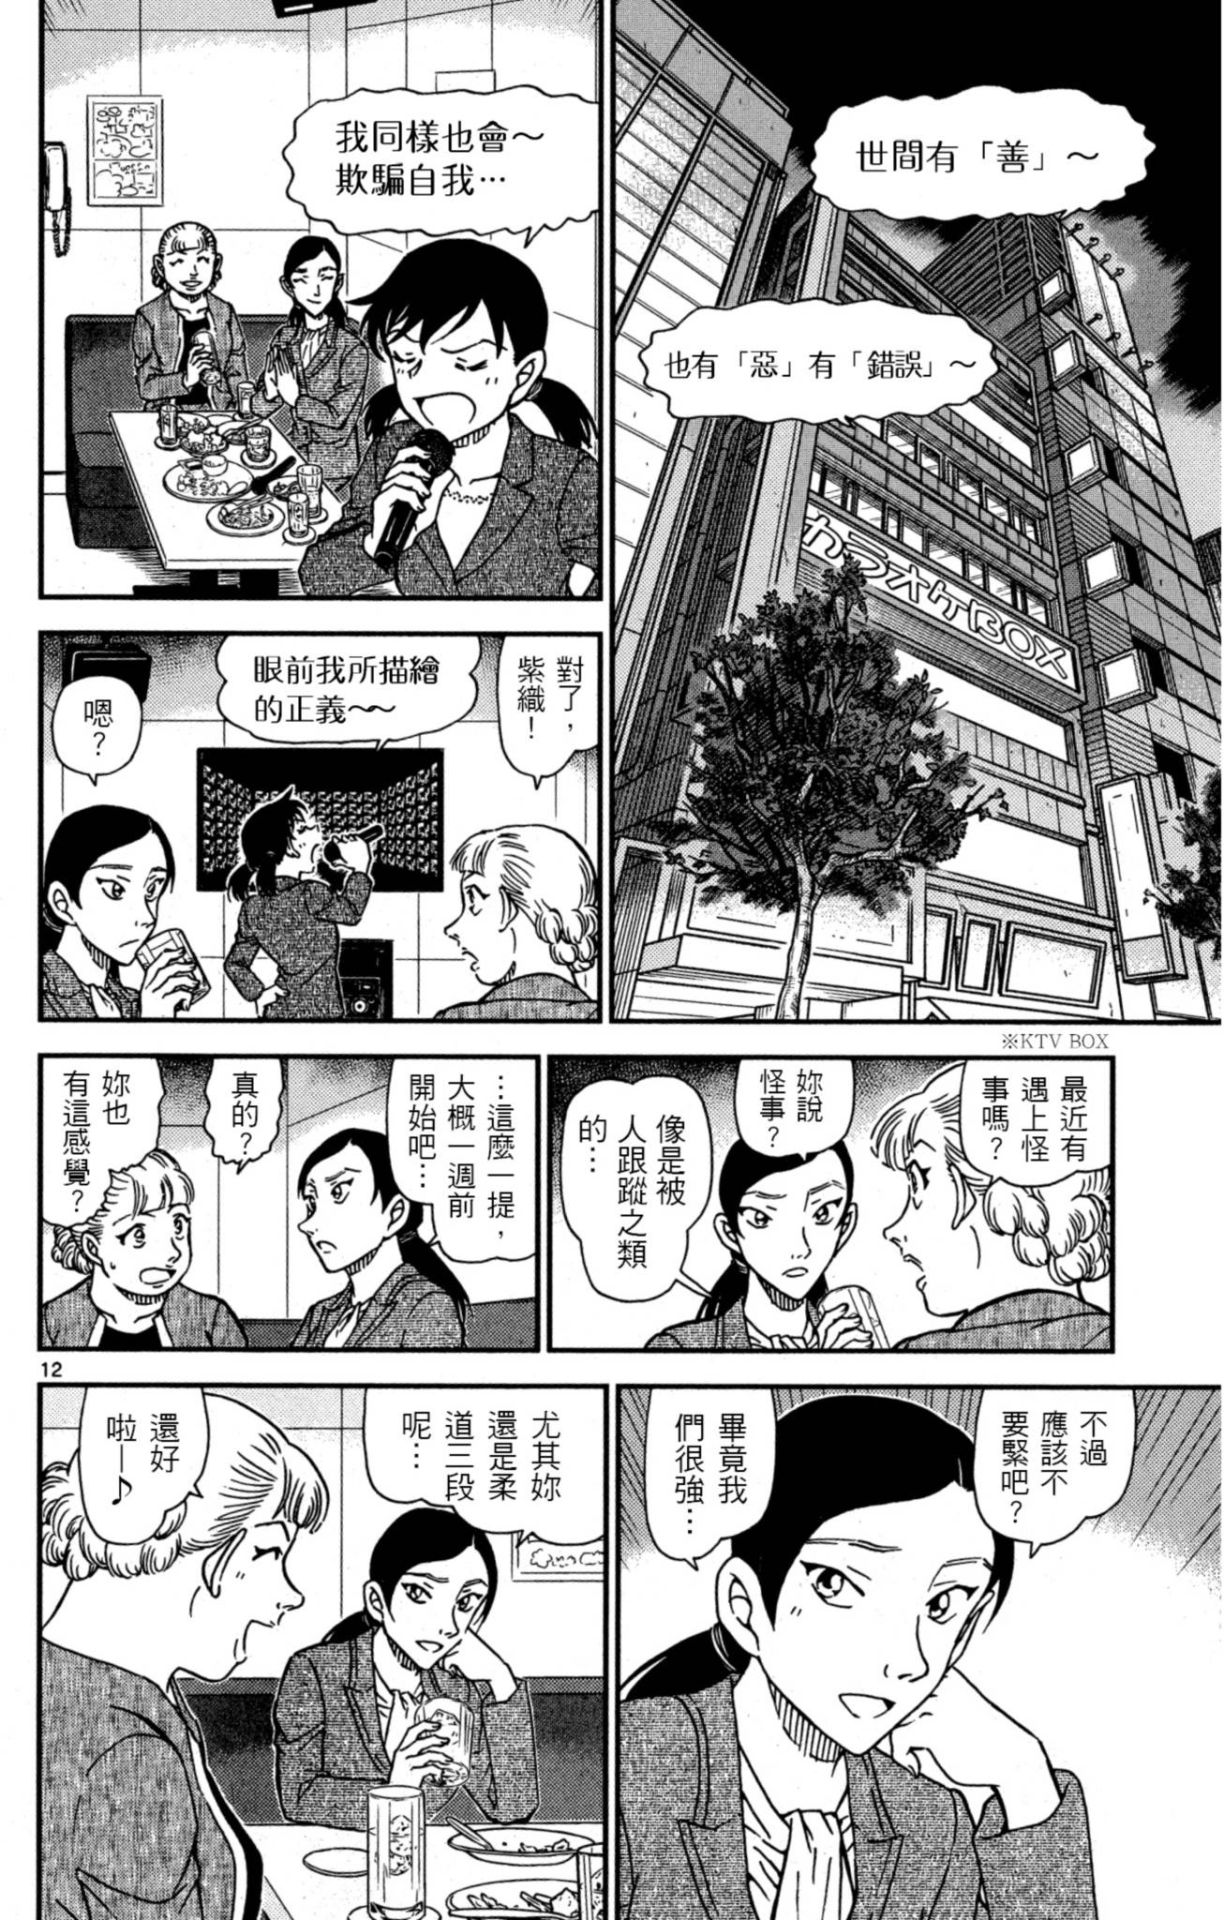 世間有「善」～
也有「惡」有「錯誤」～
カラオケBOX
※KTV BOX
我同樣也會～
欺騙自我…
對了，
紫織！
眼前我所描繪
的正義～～
嗯？
最近有
遇上怪
事嗎？
妳說
怪事？
像是被
人跟蹤之類
的…
…這麼一提，
大概一週前
開始吧…
真的？
妳也
有這感覺？
12
不過
應該不
要緊吧？
畢竟我
們很強…
尤其妳
還是柔
道三段
呢…
還好
啦—♪